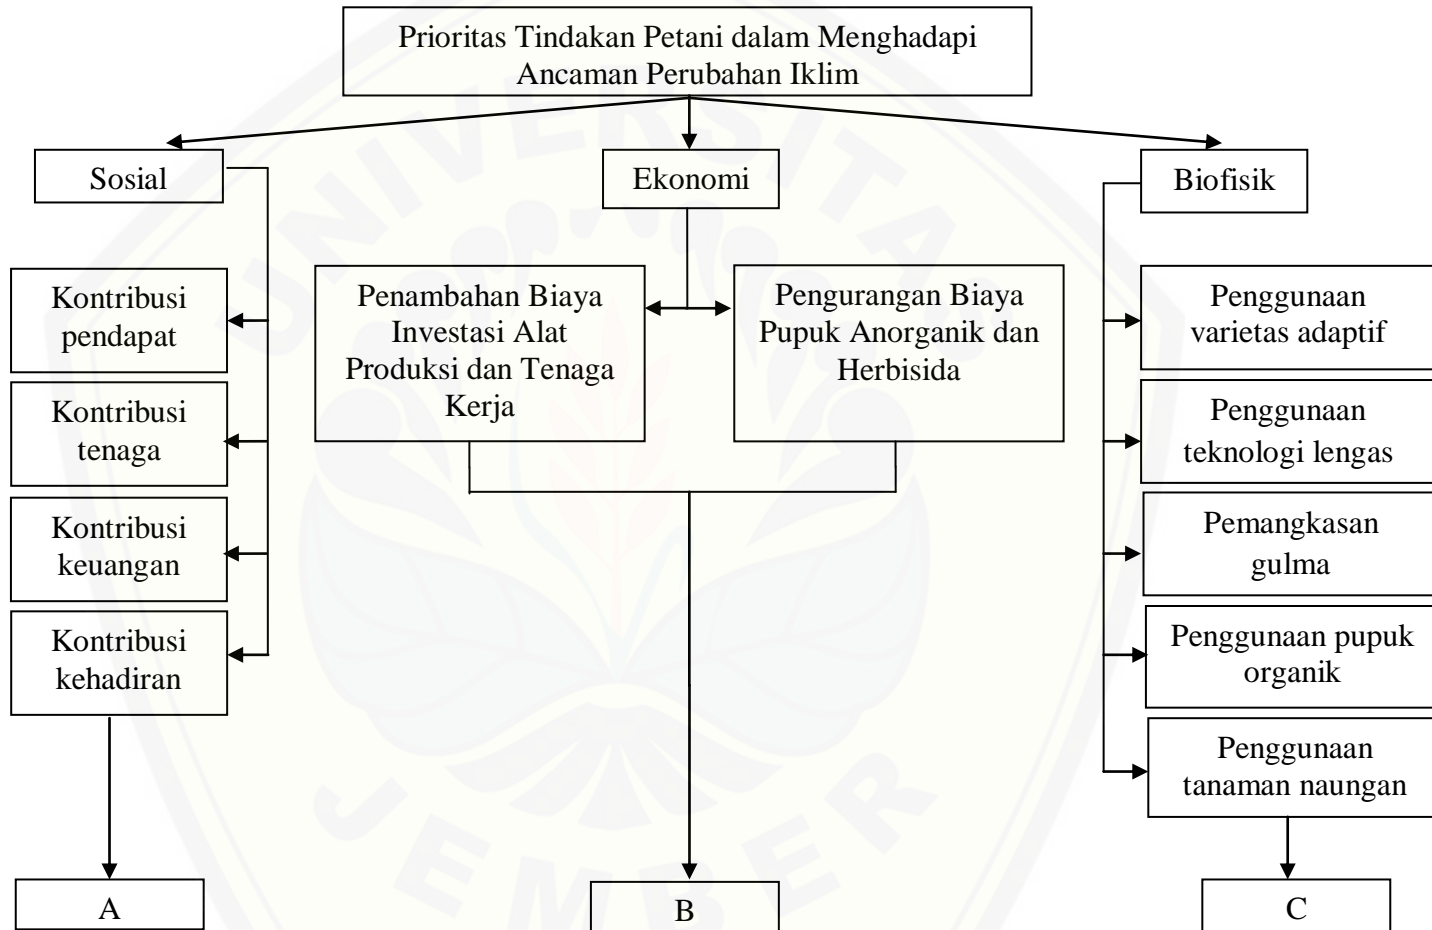 Prioritas Tindakan Petani dalam Menghadapi
Ancaman Perubahan Iklim
Sosial
Ekonomi
Biofisik
Kontribusi
pendapat
Kontribusi
tenaga
Kontribusi
keuangan
Kontribusi
kehadiran
Penambahan Biaya
Investasi Alat
Produksi dan Tenaga
Kerja
Pengurangan Biaya
Pupuk Anorganik dan
Herbisida
Penggunaan
varietas adaptif
Penggunaan
teknologi lengas
Pemangkasan
gulma
Penggunaan pupuk
organik
Penggunaan
tanaman naungan
A
B
C
UNIVERSITAS
JEMBER